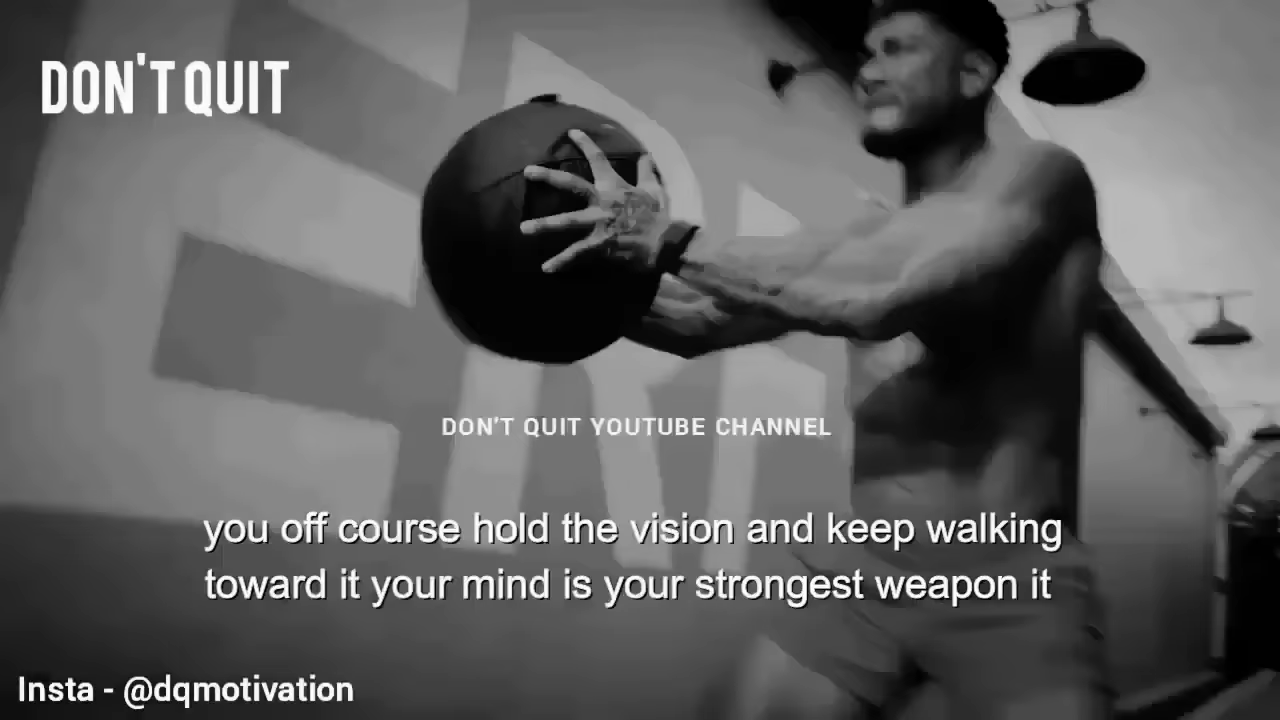 DON'T QUIT
DON'T QUIT YOUTUBE CHANNEL
you off course hold the vision and keep walking
toward it your mind is your strongest weapon it
Insta - @dqmotivation